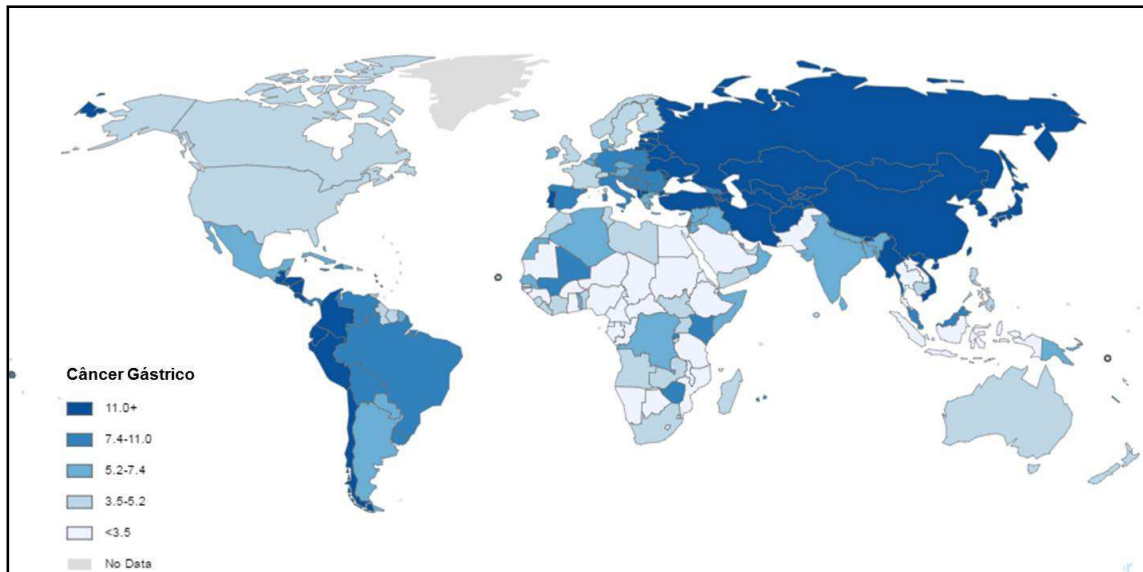 Câncer Gástrico
11.0+
7.4-11.0
5.2-7.4
3.5-5.2
<3.5
No Data